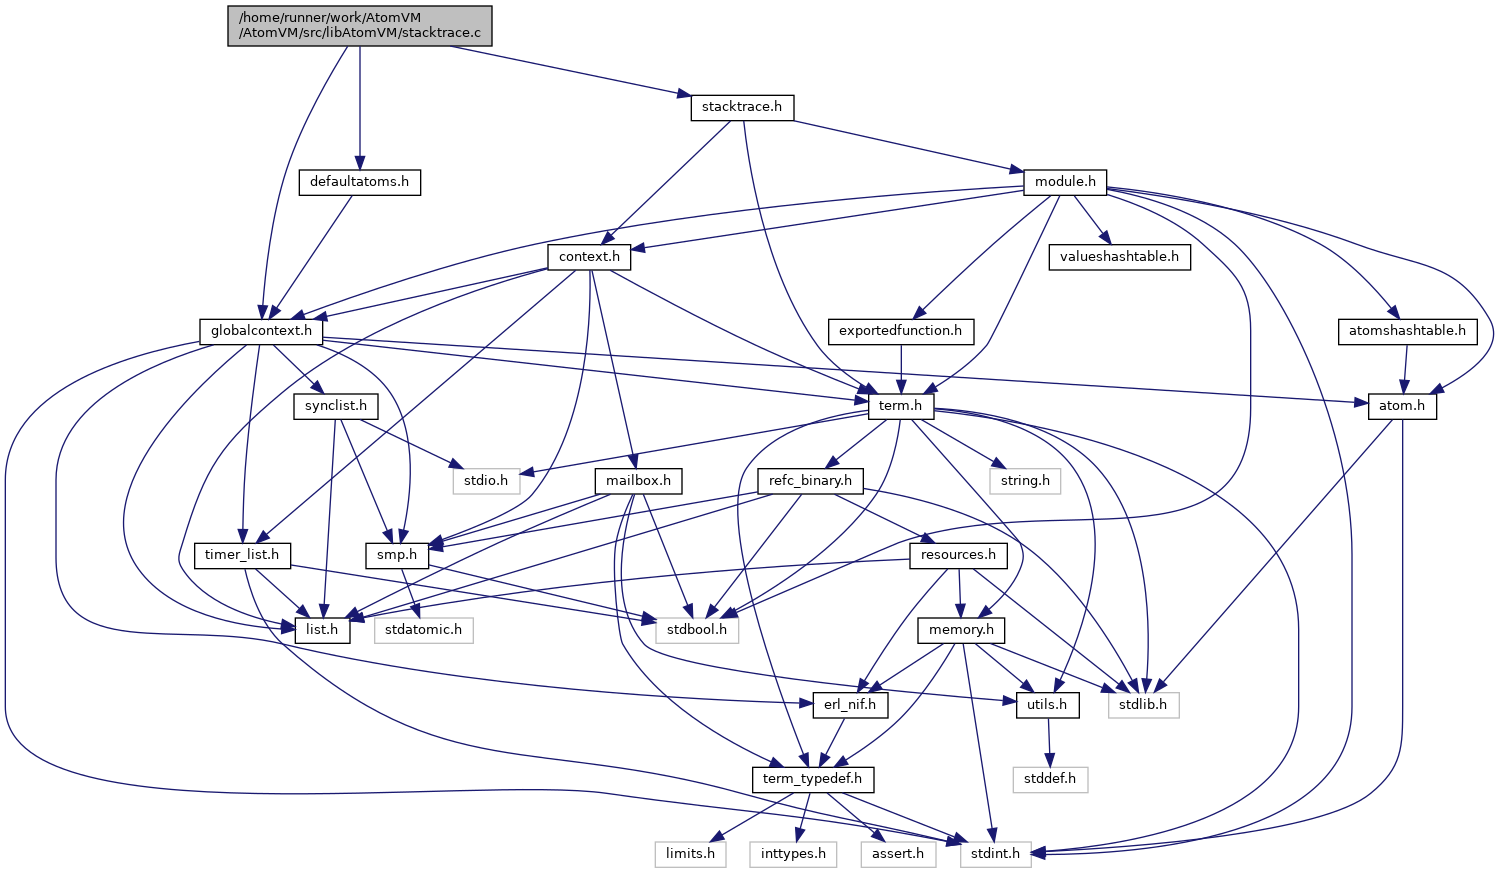 /home/runner/work/AtomVM
/AtomVM/src/libAtomVM/stacktrace.c
stacktrace.h
defaultatoms.h
module.h
context.h
valueshashtable.h
globalcontext.h
exportedfunction.h
atomshashtable.h
synclist.h
term.h
atom.h
stdio.h
mailbox.h
refc_binary.h
string.h
timer_list.h
smp.h
resources.h
list.h
stdatomic.h
stdbool.h
memory.h
erl_nif.h
utils.h
stdlib.h
term_typedef.h
stddef.h
limits.h
inttypes.h
assert.h
stdint.h